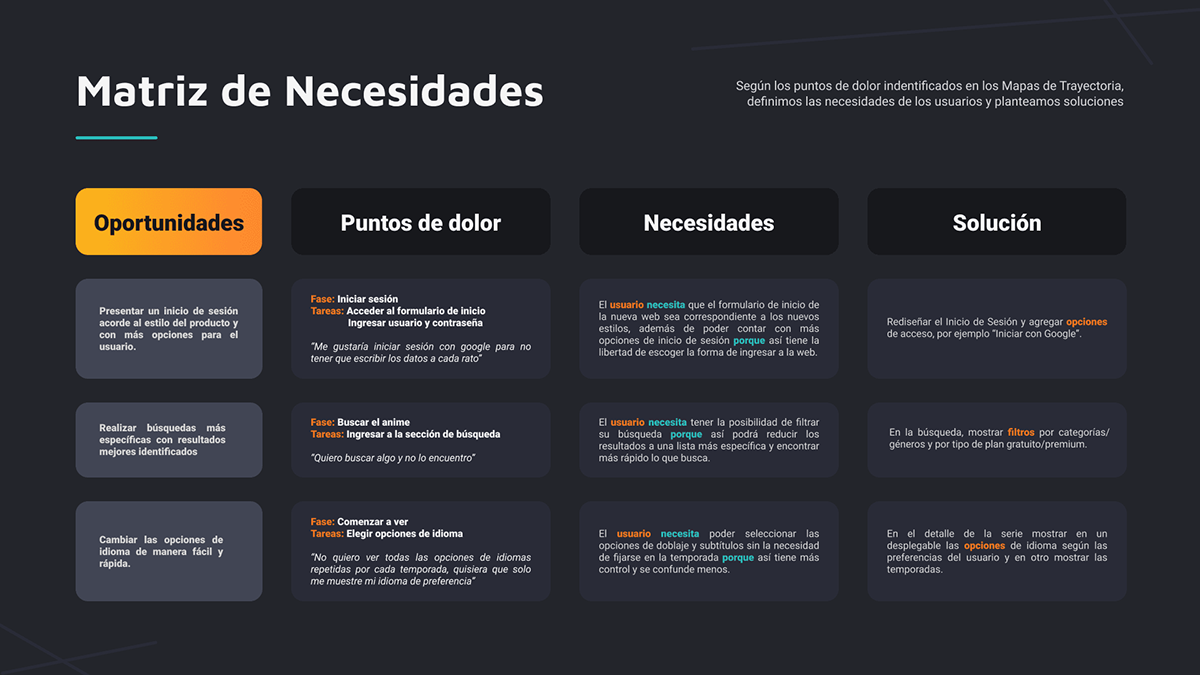 Matriz de Necesidades
Según los puntos de dolor indentificados en los Mapas de Trayectoria,
definimos las necesidades de los usuarios y planteamos soluciones
Oportunidades
Puntos de dolor
Necesidades
Solución
Presentar un inicio de sesión
acorde al estilo del producto y
con más opciones para el
usuario.
Fase: Iniciar sesión
Tareas: Acceder al formulario de inicio
Ingresar usuario y contraseña
"Me gustaría iniciar sesión con google para no
tener que escribir los datos a cada rato"
El usuario necesita que el formulario de inicio de
la nueva web sea correspondiente a los nuevos
estilos, además de poder contar con más
opciones de inicio de sesión porque así tiene la
libertad de escoger la forma de ingresar a la web.
Rediseñar el Inicio de Sesión y agregar opciones
de acceso, por ejemplo "Iniciar con Google".
Realizar búsquedas más
específicas con resultados
mejores identificados
Fase: Buscar el anime
Tareas: Ingresar a la sección de búsqueda
"Quiero buscar algo y no lo encuentro"
El usuario necesita tener la posibilidad de filtrar
su búsqueda porque así podrá reducir los
resultados a una lista más específica y encontrar
más rápido lo que busca.
En la búsqueda, mostrar filtros por categorías/
géneros y por tipo de plan gratuito/premium.
Cambiar las opciones de
idioma de manera fácil y
rápida.
Fase: Comenzar a ver
Tareas: Elegir opciones de idioma
"No quiero ver todas las opciones de idiomas
repetidas por cada temporada, quisiera que solo
me muestre mi idioma de preferencia"
El usuario necesita poder seleccionar las
opciones de doblaje y subtítulos sin la necesidad
de fijarse en la temporada porque así tiene más
control y se confunde menos.
En el detalle de la serie mostrar en un
desplegable las opciones de idioma según las
preferencias del usuario y en otro mostrar las
temporadas.